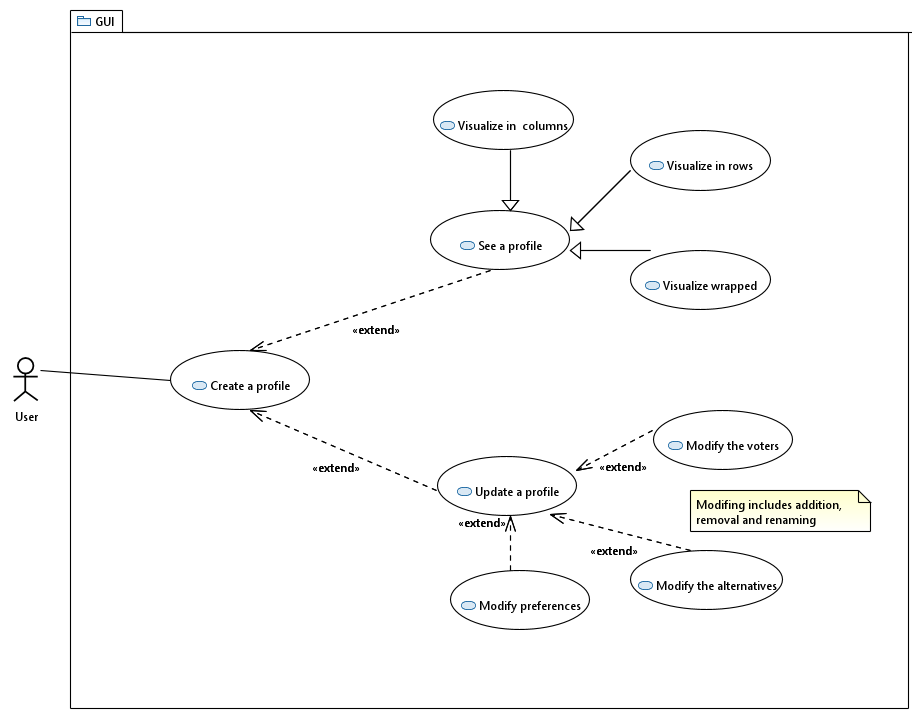 GUI
Visualize in  columns
Visualize in rows
See a profile
Visualize wrapped
«extend»
Create a profile
User
Modify the voters
«extend»
«extend»
Update a profile
Modifing includes addition,
removal and renaming
«extend»
«extend»
Modify the alternatives
Modify preferences